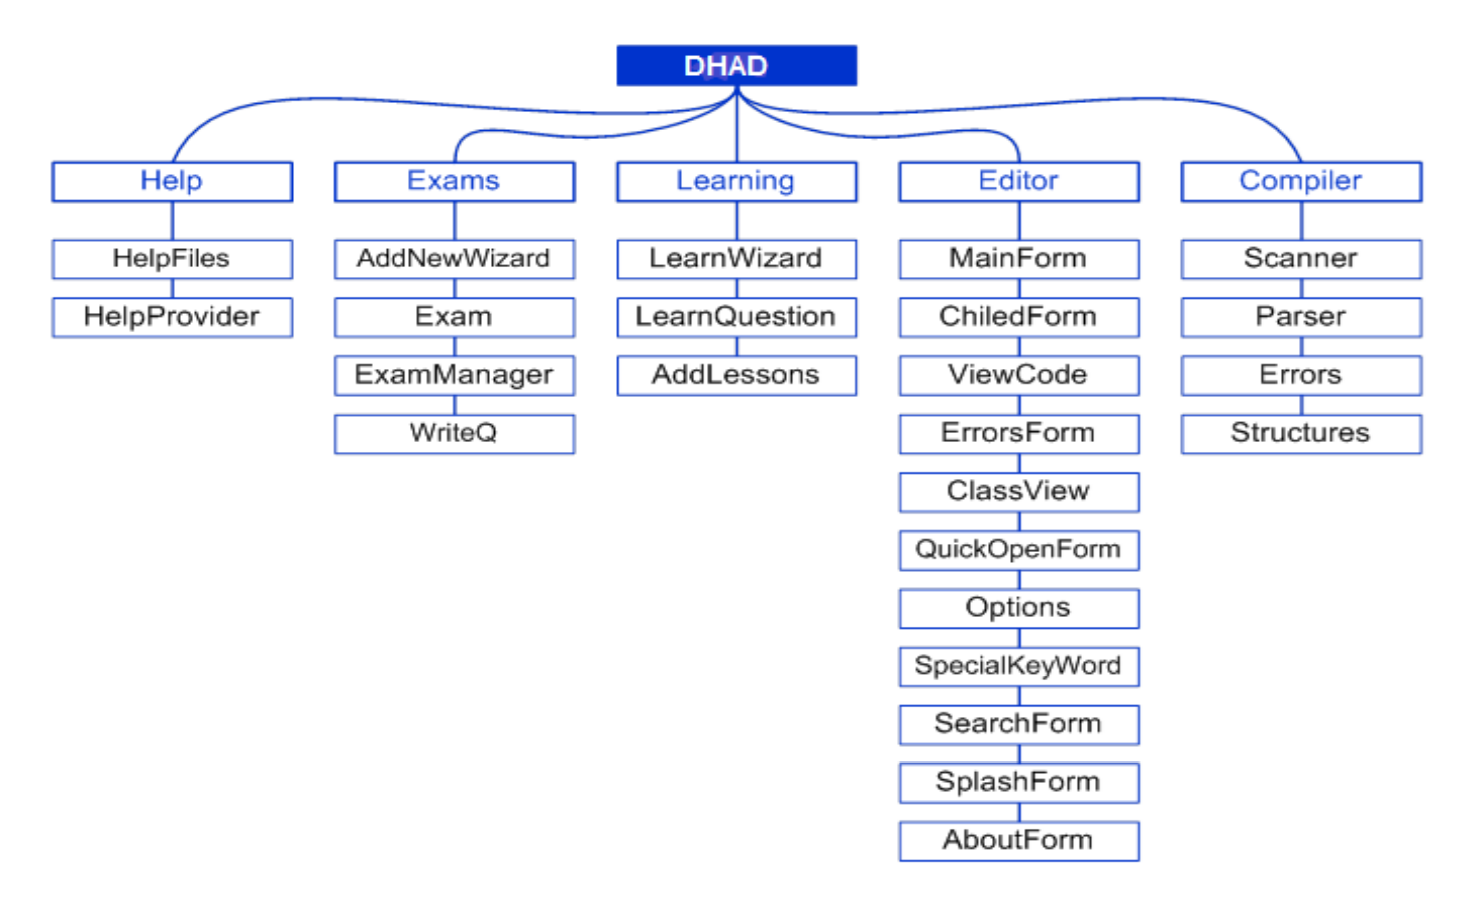 DHAD
Help
Exams
Learning
Editor
Compiler
HelpFiles
HelpProvider
AddNewWizard
Exam
ExamManager
WriteQ
LearnWizard
LearnQuestion
AddLessons
MainForm
ChiledForm
ViewCode
ErrorsForm
ClassView
QuickOpenForm
Options
SpecialKeyWord
SearchForm
SplashForm
AboutForm
Scanner
Parser
Errors
Structures